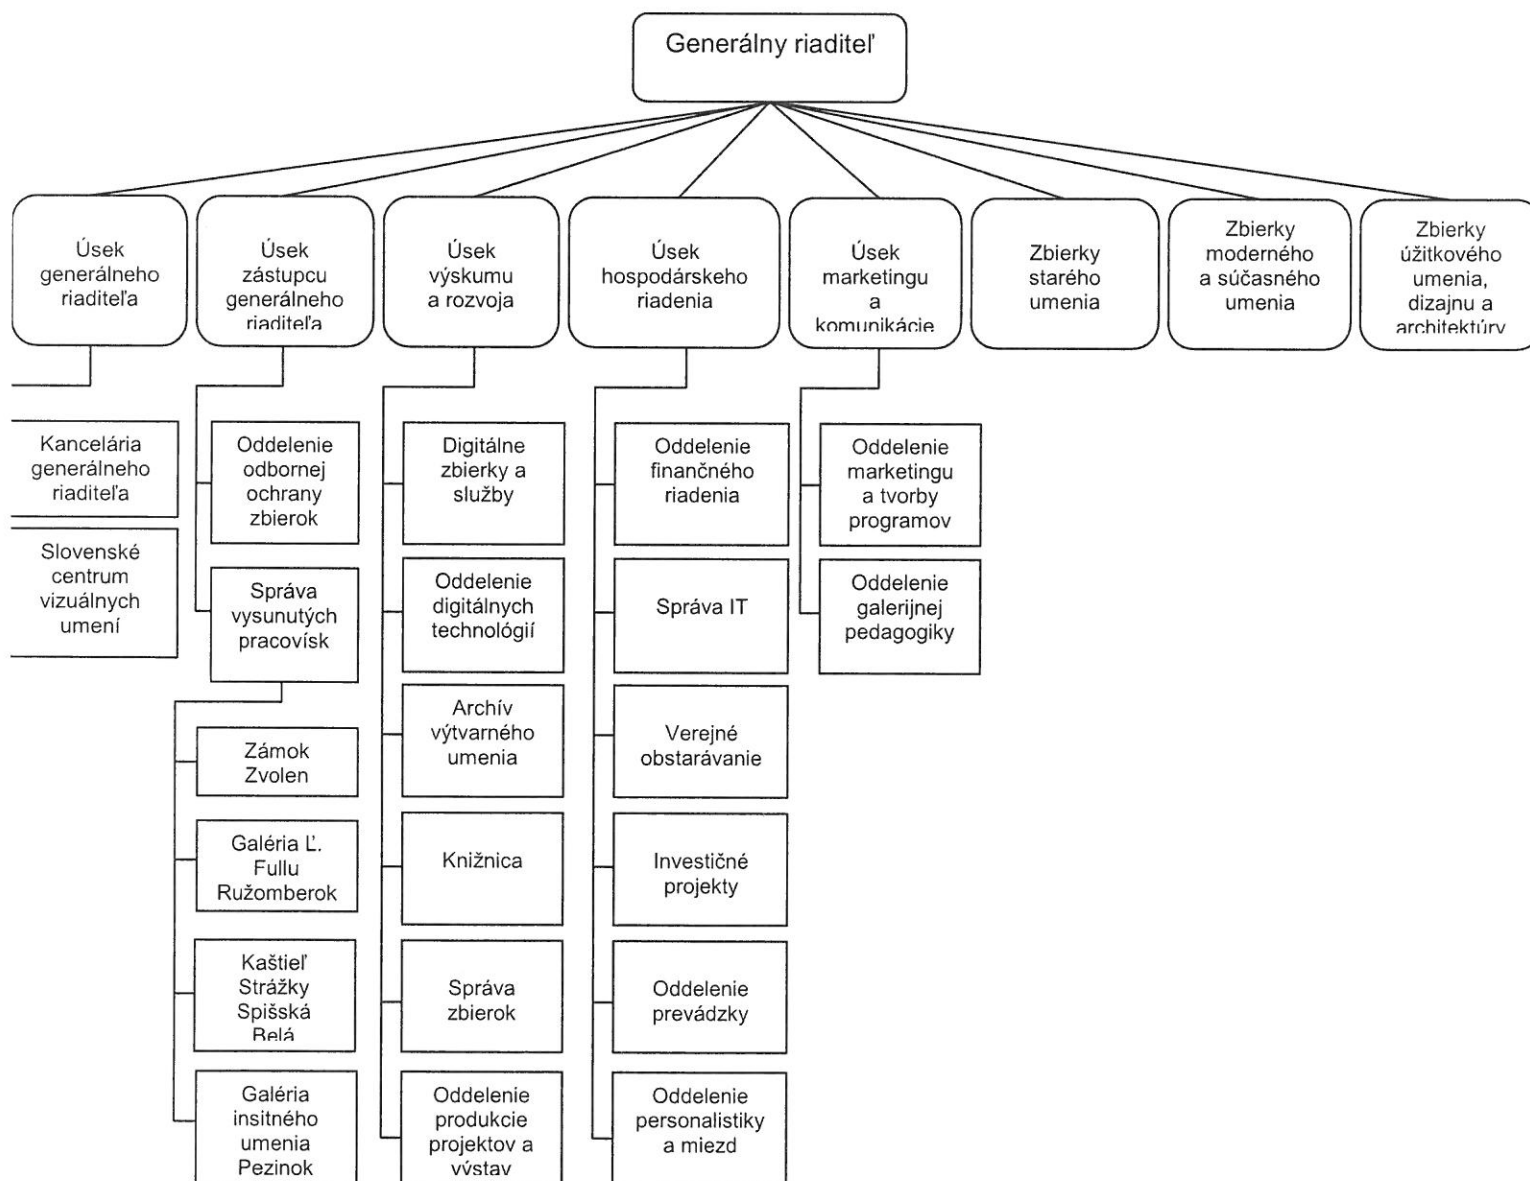 Generálny riaditeľ
Úsek
generálneho
riaditeľa
Úsek
zástupcu
generálneho
riaditeľa
Úsek
výskumu
a rozvoja
Úsek
hospodárskeho
riadenia
Úsek
marketingu
a
komunikácie
Zbierky
starého
umenia
Zbierky
moderného
a súčasného
umenia
Zbierky
úžitkového
umenia,
dizajnu a
architektúry
Kancelária
generálneho
riaditeľa
Slovenské
centrum
vizuálnych
umení
Oddelenie
odbornej
ochrany
zbierok
Správa
vysunutých
pracovísk
Zámok
Zvolen
Galéria Ľ.
Fullu
Ružomberok
Kaštieľ
Strážky
Spišská
Belá
Galéria
insitného
umenia
Pezinok
Digitálne
zbierky a
služby
Oddelenie
digitálnych
technológií
Archív
výtvarného
umenia
Knižnica
Správa
zbierok
Oddelenie
produkcie
projektov a
výstav
Oddelenie
finančného
riadenia
Správa IT
Verejné
obstarávanie
Investičné
projekty
Oddelenie
prevádzky
Oddelenie
personalistiky
a miezd
Oddelenie
marketingu
a tvorby
programov
Oddelenie
galerijnej
pedagogiky